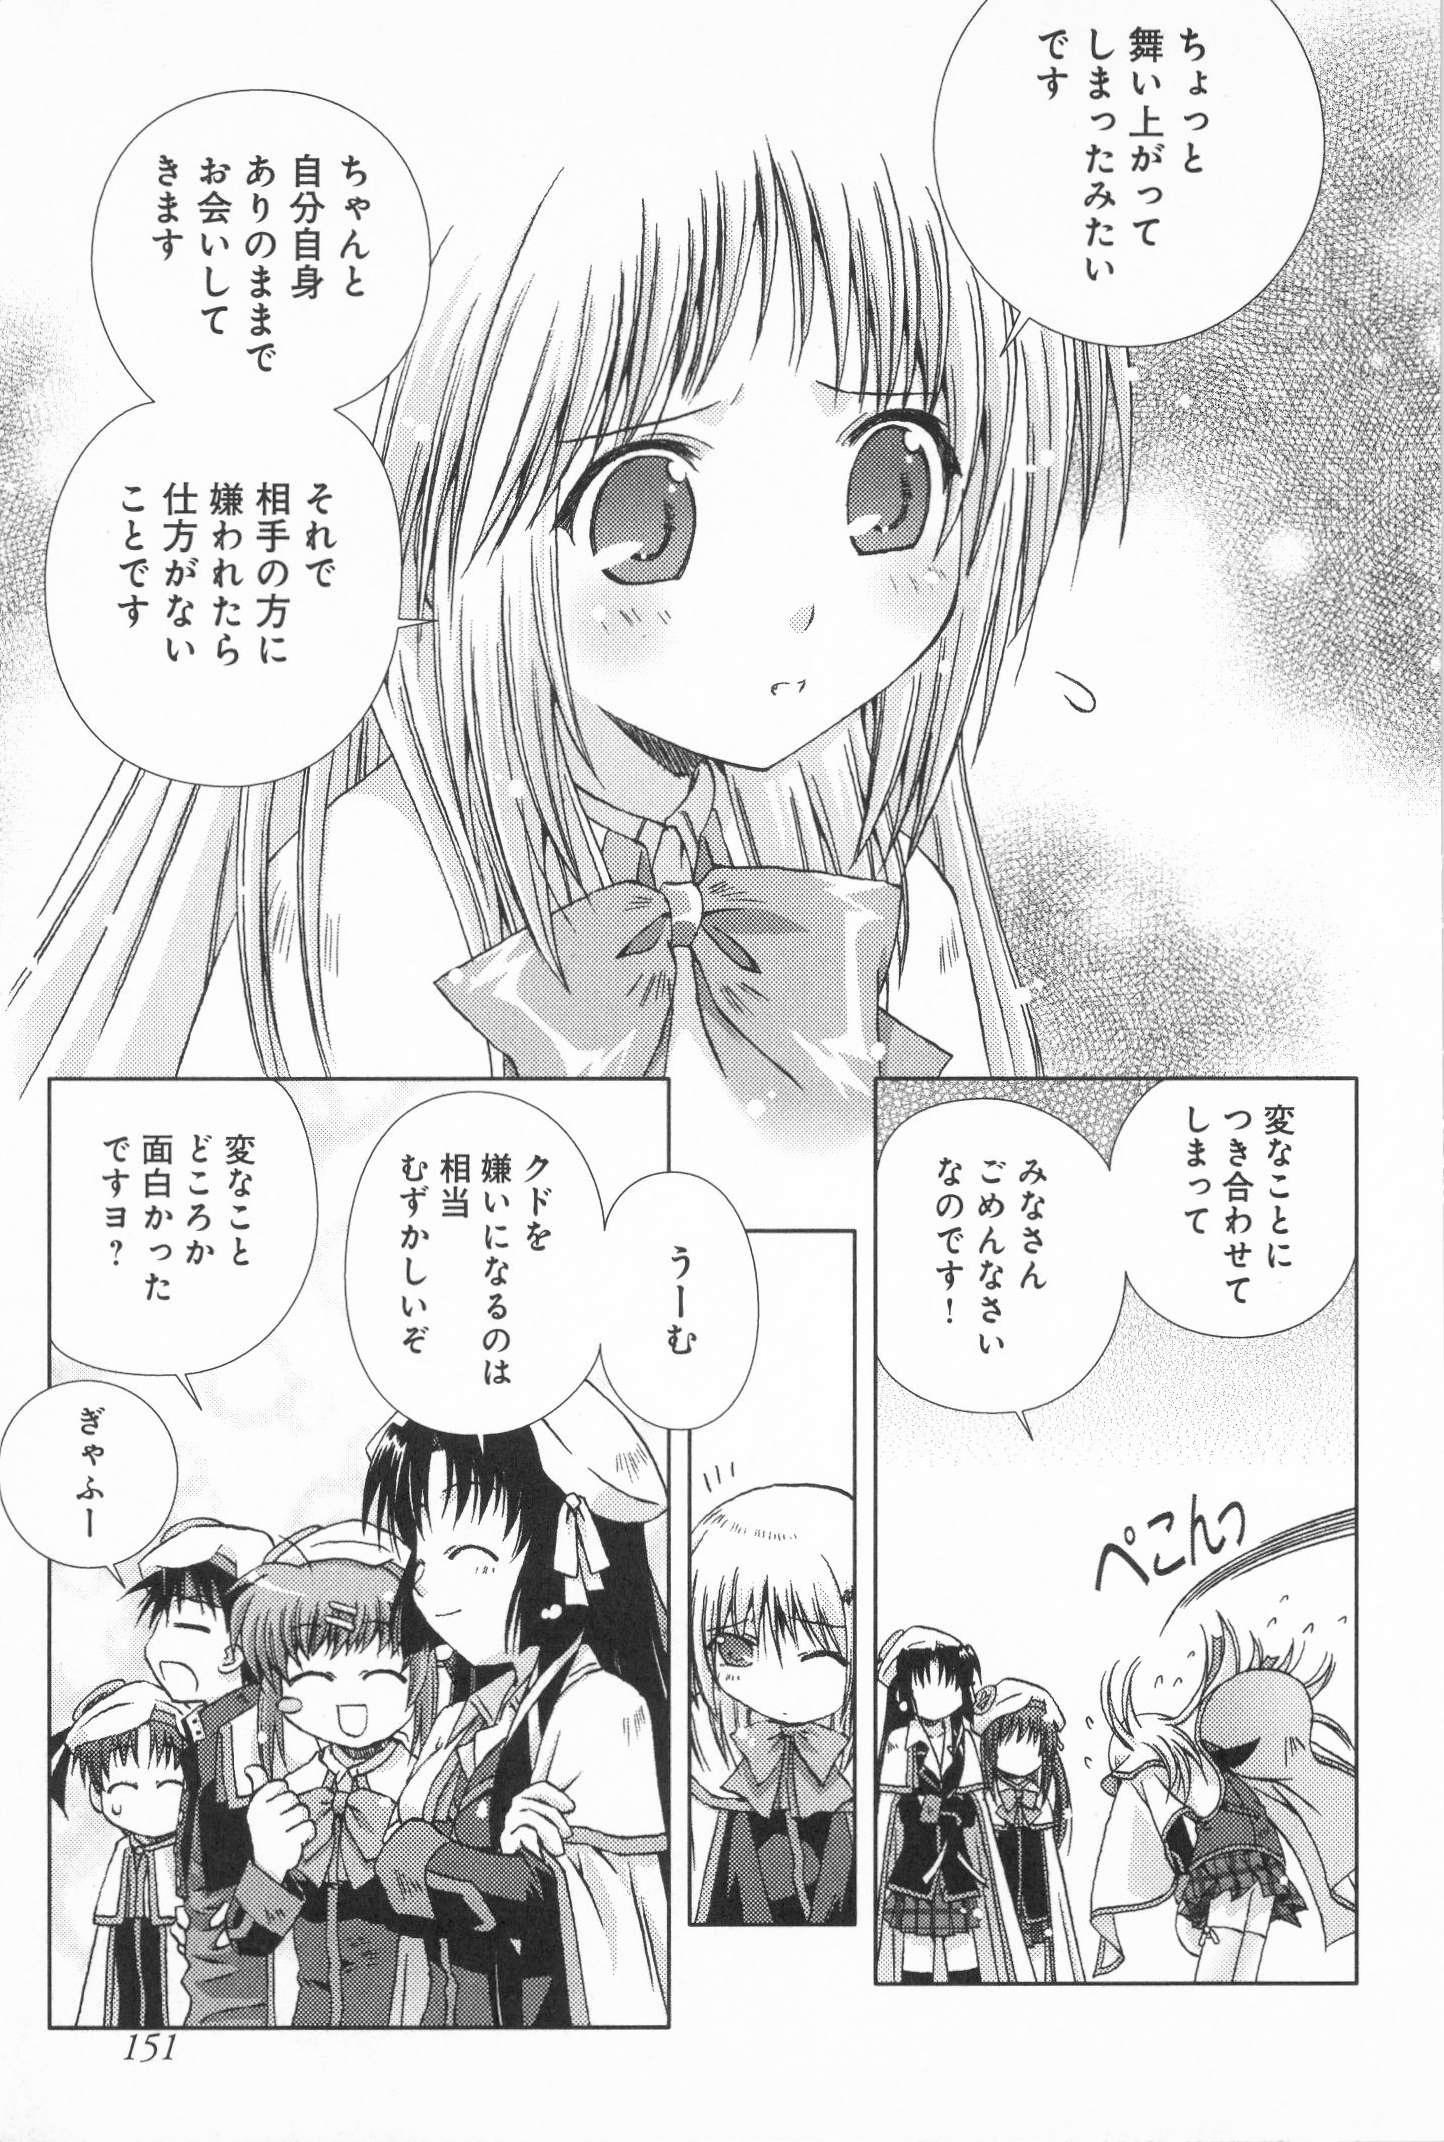 ちょっと
舞い上がって
しまったみたい
です
ちゃんと
自分自身
ありのままで
お会いして
きます
それで
相手の方に
嫌われたら
仕方がない
ことです
変なことに
つき合わせて
しまって
みなさん
ごめんなさい
なのです!
ぺこんっ
うーむ
クドを
嫌いになるのは
相当
むずかしいぞ
変なこと
どころか
面白かった
ですヨ?
ぎゃふー
151